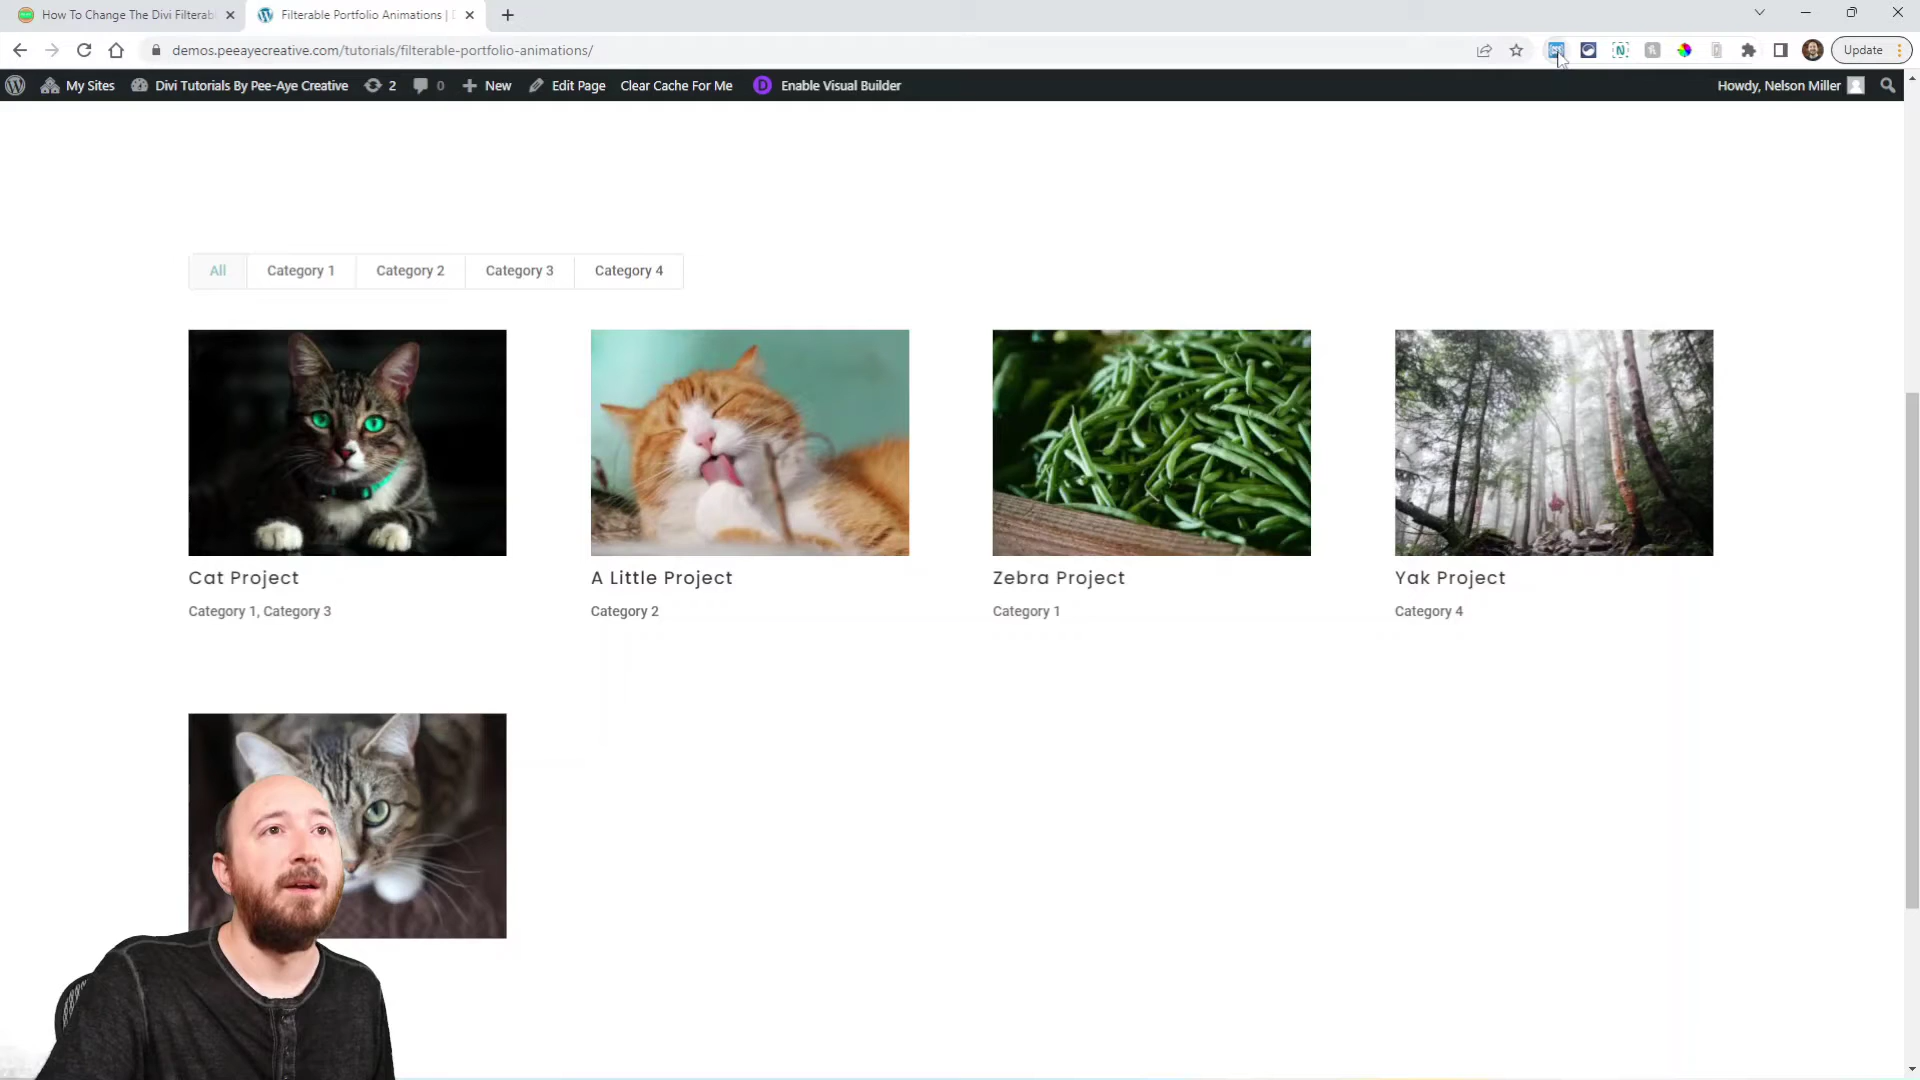 How To Change The Divi Filterab
Filterable Portfolio Animations | D
demos.peeayecreative.com/tutorials/filterable-portfolio-animations/
Update
My Sites
Divi Tutorials By Pee-Aye Creative
2
0
New
Edit Page
Clear Cache For Me
D
Enable Visual Builder
Howdy, Nelson Miller
All
Category 1
Category 2
Category 3
Category 4
Cat Project
Category 1, Category 3
A Little Project
Category 2
Zebra Project
Category 1
Yak Project
Category 4